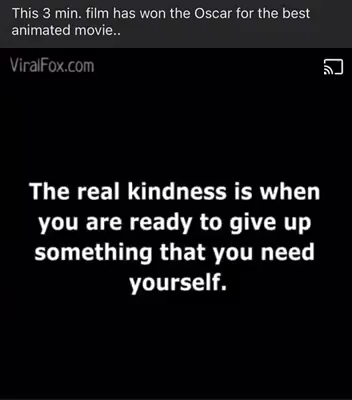 This 3 min. film has won the Oscar for the best
animated movie..
ViralFox.com
The real kindness is when
you are ready to give up
something that you need
yourself.